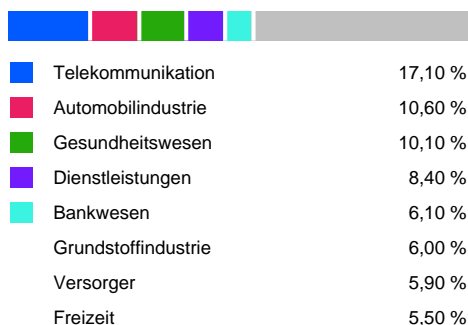 Telekommunikation 17,10 %
Automobilindustrie 10,60 %
Gesundheitswesen 10,10 %
Dienstleistungen 8,40 %
Bankwesen 6,10 %
Grundstoffindustrie 6,00 %
Versorger 5,90 %
Freizeit 5,50 %